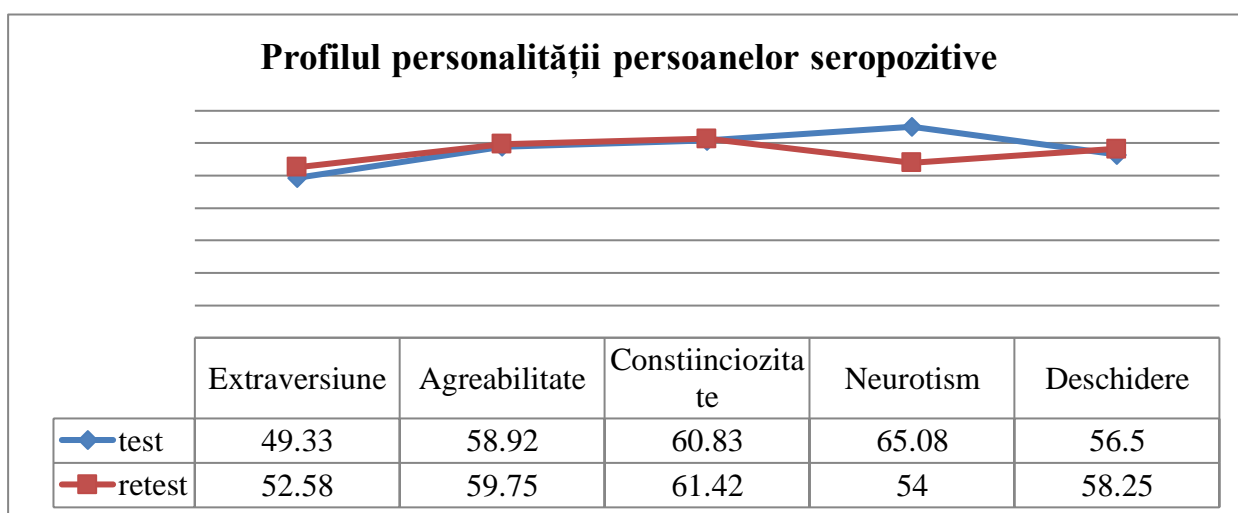 Profilul personalității persoanelor seropozitive
Extraversiune Agreabilitate Constiinciozita Neurotism Deschidere
te
test 49.33 58.92 60.83 65.08 56.5
retest 52.58 59.75 61.42 54 58.25